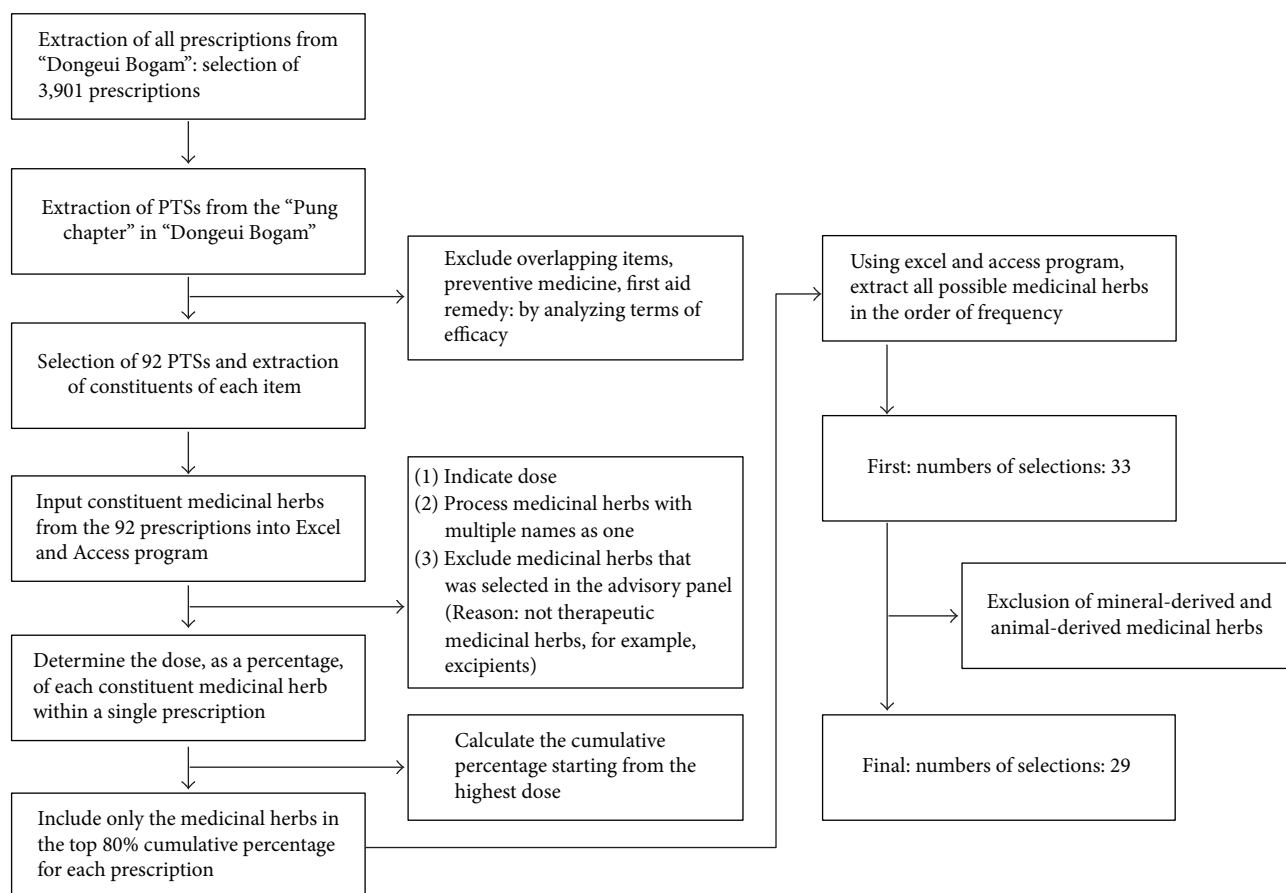 Extraction of all prescriptions from
“Dongeui Bogam”: selection of
3,901 prescriptions
Extraction of PTSs from the “Pung
chapter” in “Dongeui Bogam”
Exclude overlapping items,
preventive medicine, first aid
remedy: by analyzing terms of
efficacy
Selection of 92 PTSs and extraction
of constituents of each item
Input constituent medicinal herbs
from the 92 prescriptions into Excel
and Access program
(1) Indicate dose
(2) Process medicinal herbs with
multiple names as one
(3) Exclude medicinal herbs that
was selected in the advisory panel
(Reason: not therapeutic
medicinal herbs, for example,
excipients)
Determine the dose, as a percentage,
of each constituent medicinal herb
within a single prescription
Calculate the cumulative
percentage starting from the
highest dose
Include only the medicinal herbs in
the top 80% cumulative percentage
for each prescription
Using excel and access program,
extract all possible medicinal herbs
in the order of frequency
First: numbers of selections: 33
Exclusion of mineral-derived and
animal-derived medicinal herbs
Final: numbers of selections: 29